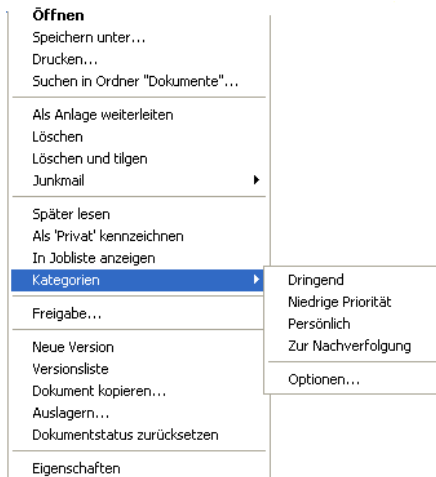 Öffnen
Speichern unter...
Drucken...
Suchen in Ordner "Dokumente"...
Als Anlage weiterleiten
Löschen
Löschen und tilgen
Junkmail
Später lesen
Als 'Privat' kennzeichnen
In Jobliste anzeigen
Kategorien
Freigabe...
Neue Version
Versionsliste
Dokument kopieren...
Auslagern...
Dokumentstatus zurücksetzen
Eigenschaften
Dringend
Niedrige Priorität
Persönlich
Zur Nachverfolgung
Optionen...